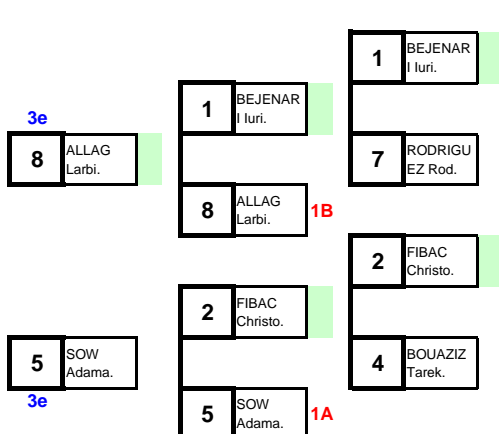 1
BEJENAR
I Iuri.
1
BEJENAR
I Iuri.
3e
8
ALLAG
Larbi.
7
RODRIGU
EZ Rod.
8
ALLAG
Larbi.
1B
2
FIBAC
Christo.
2
FIBAC
Christo.
5
SOW
Adama.
4
BOUAZIZ
Tarek.
3e
5
SOW
Adama.
1A